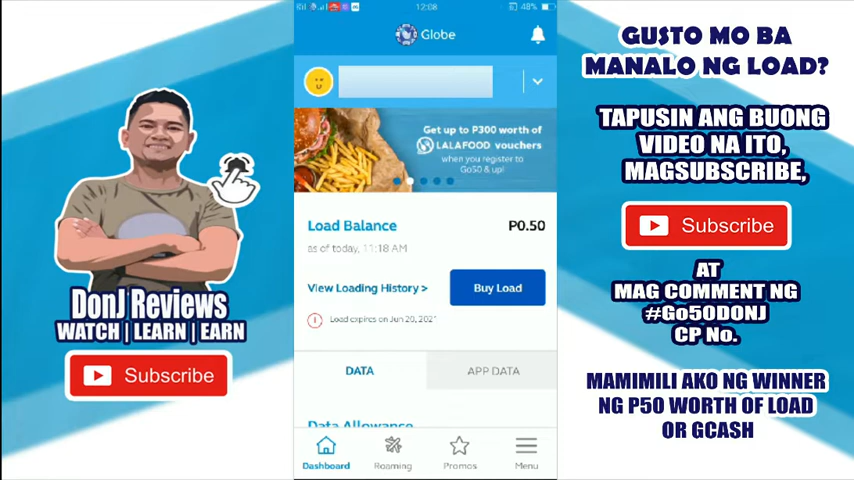 12:08
48%
Globe
Get up to P300 worth of
LALAFOOD vouchers
when you register to
Go50 & up!
Load Balance
P0.50
as of today, 11:18 AM
View Loading History >
Buy Load
Load expires on Jun 20, 2021
DATA
APP DATA
Data Allowance
Dashboard
Roaming
Promos
Menu
DonJ Reviews
WATCH | LEARN | EARN
Subscribe
GUSTO MO BA
MANALO NG LOAD?
TAPUSIN ANG BUONG
VIDEO NA ITO,
MAGSUBSCRIBE,
Subscribe
AT
MAG COMMENT NG
#Go50DONJ
CP No.
MAMIMILI AKO NG WINNER
NG P50 WORTH OF LOAD
OR GCASH